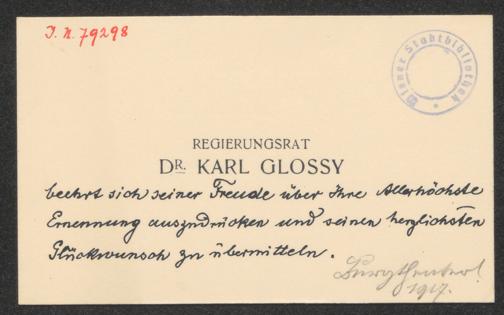 I. N. 79298
Wiener Stadtbibliothek
REGIERUNGSRAT
DR. KARL GLOSSY
beehrt sich seiner Freude über Ihre Allerhöchste
Ernennung auszudrücken und seinen herzlichsten
Glückwunsch zu übermitteln.
1917.